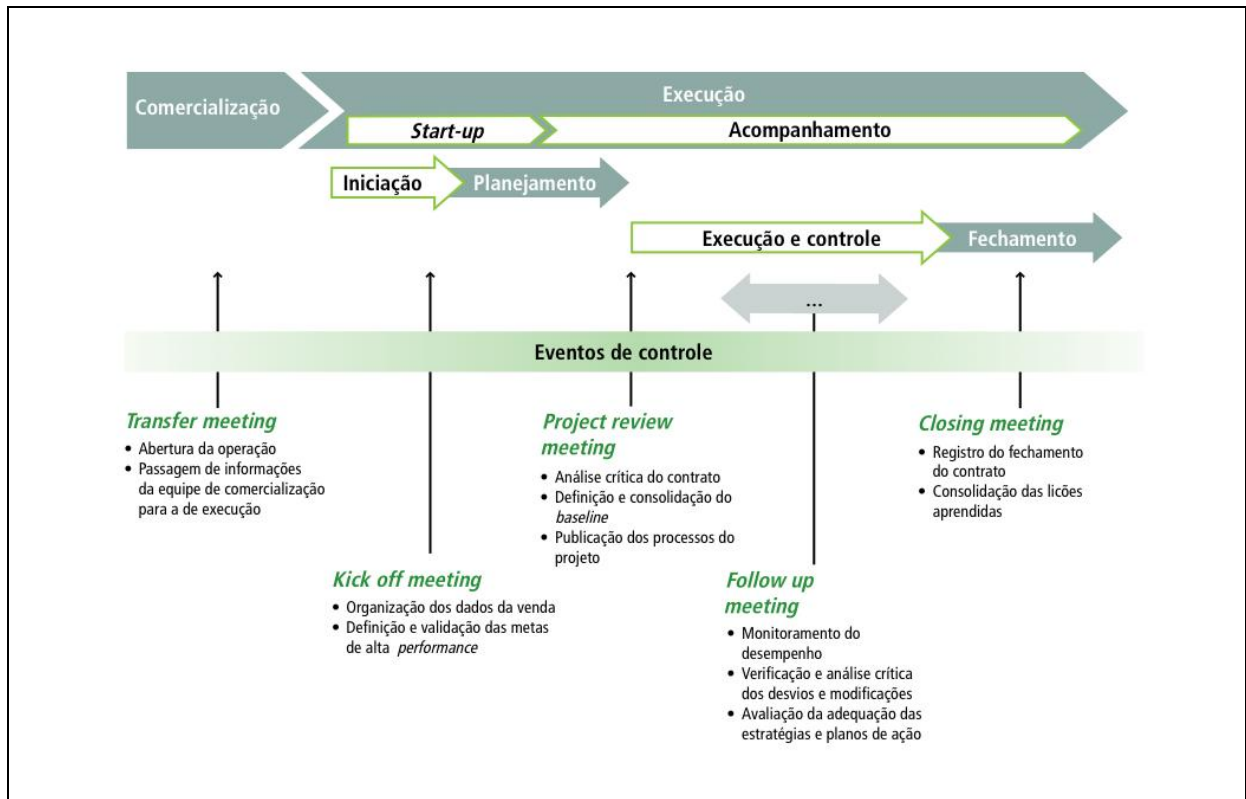 Comercialização
Execução
Start-up
Acompanhamento
Iniciação
Planejamento
Execução e controle
Fechamento
...
Eventos de controle
Transfer meeting
• Abertura da operação
• Passagem de informações
da equipe de comercialização
para a de execução
Kick off meeting
• Organização dos dados da venda
• Definição e validação das metas
de alta performance
Project review
meeting
• Análise crítica do contrato
• Definição e consolidação do
baseline
• Publicação dos processos do
projeto
Follow up
meeting
• Monitoramento do
desempenho
• Verificação e análise crítica
dos desvios e modificações
• Avaliação da adequação das
estratégias e planos de ação
Closing meeting
• Registro do fechamento
do contrato
• Consolidação das licões
aprendidas